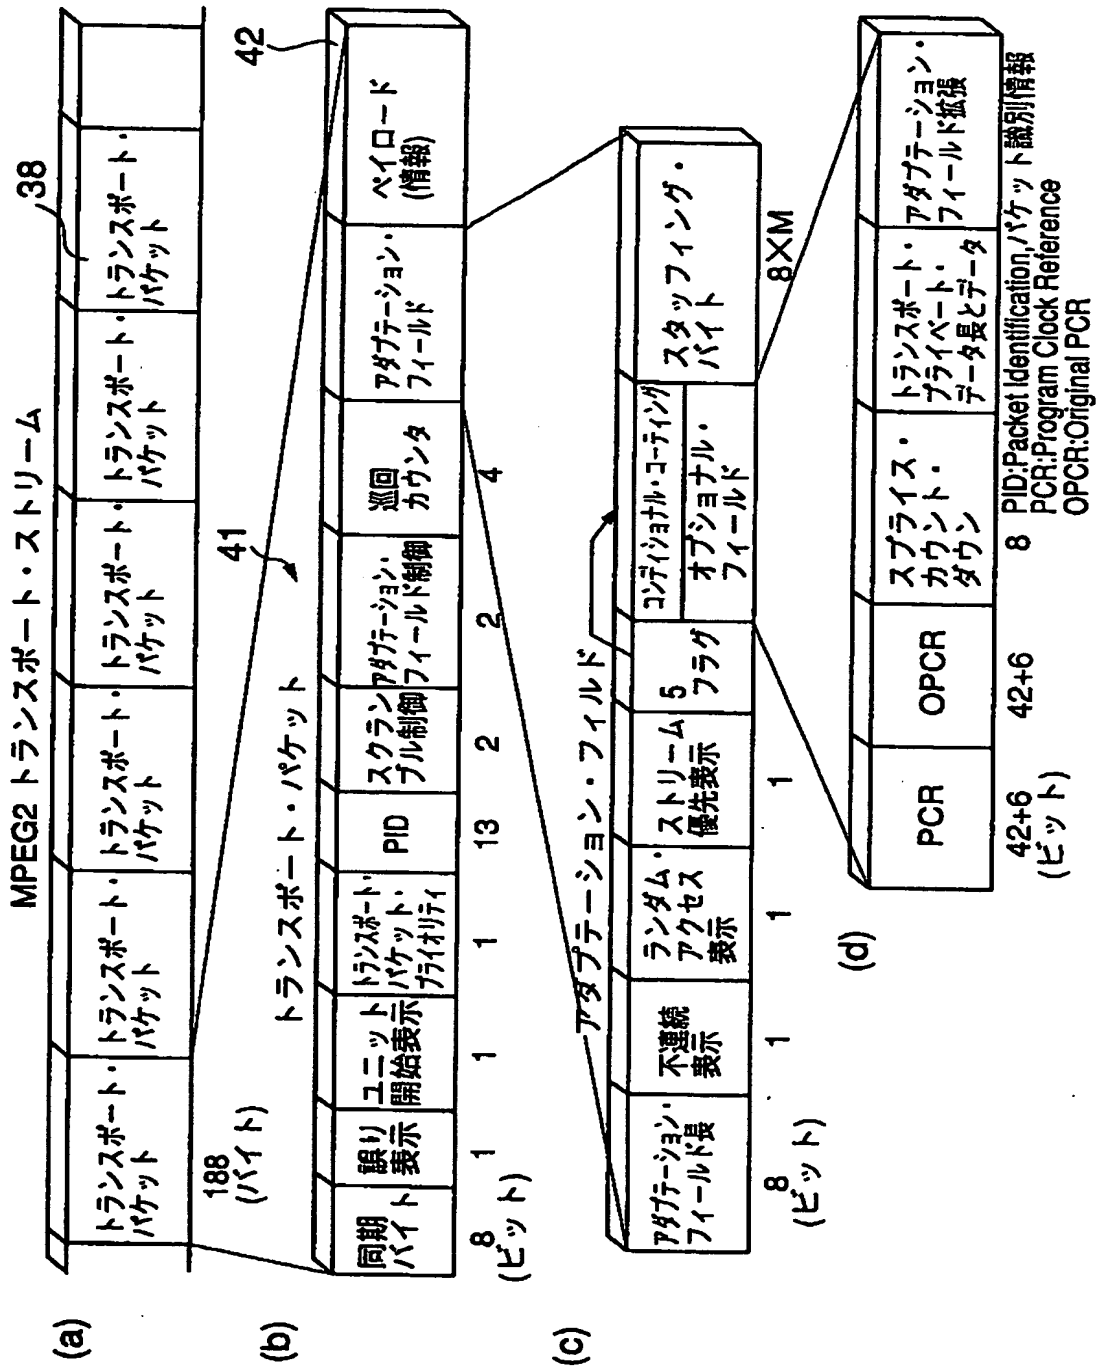 MPEG2 トランスポート・ストリーム
(a)
38
トランスポート・
パケット
トランスポート・
パケット
トランスポート・
パケット
トランスポート・
パケット
トランスポート・
パケット
トランスポート・
パケット
188
(バイト)
(b)
トランスポート・パケット
41
42
同期
バイト
誤り
表示
ユニット
開始表示
トランスポート・
パケット・
プライオリティ
PID
スクラン
ブル制御
アダプテーション・
フィールド制御
巡回
カウンタ
アダプテーション・
フィールド
ペイロード
(情報)
8
(ビット)
1
1
1
13
2
2
4
(c)
アダプテーション・フィルド
アダプテーション・
フィールド長
不連続
表示
ランダム・
アクセス
表示
ストリーム
優先表示
5
フラグ
コンディショナル・コーティング
オプショナル・
フィールド
スタッフィング・
バイト
8
(ビット)
1
1
1
8×M
(d)
PCR
OPCR
スプライス・
カウント・
ダウン
トランスポート・
プライベート・
データ長とデータ
アダプテーション・
フィールド拡張
42+6
(ビット)
42+6
8
PID:Packet Identification,パケット識別情報
PCR:Program Clock Reference
OPCR:Original PCR